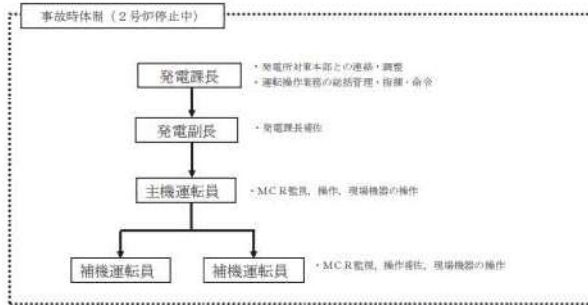 事故時体制（２号炉停止中）
発電課長
・発電所対策本部との連絡・調整
・運転操作業務の総括管理・指揮・命令
発電副長
・発電課長補佐
主機運転員
・ＭＣＲ監視，操作，現場機器の操作
補機運転員
補機運転員
・ＭＣＲ監視，操作補佐，現場機器の操作